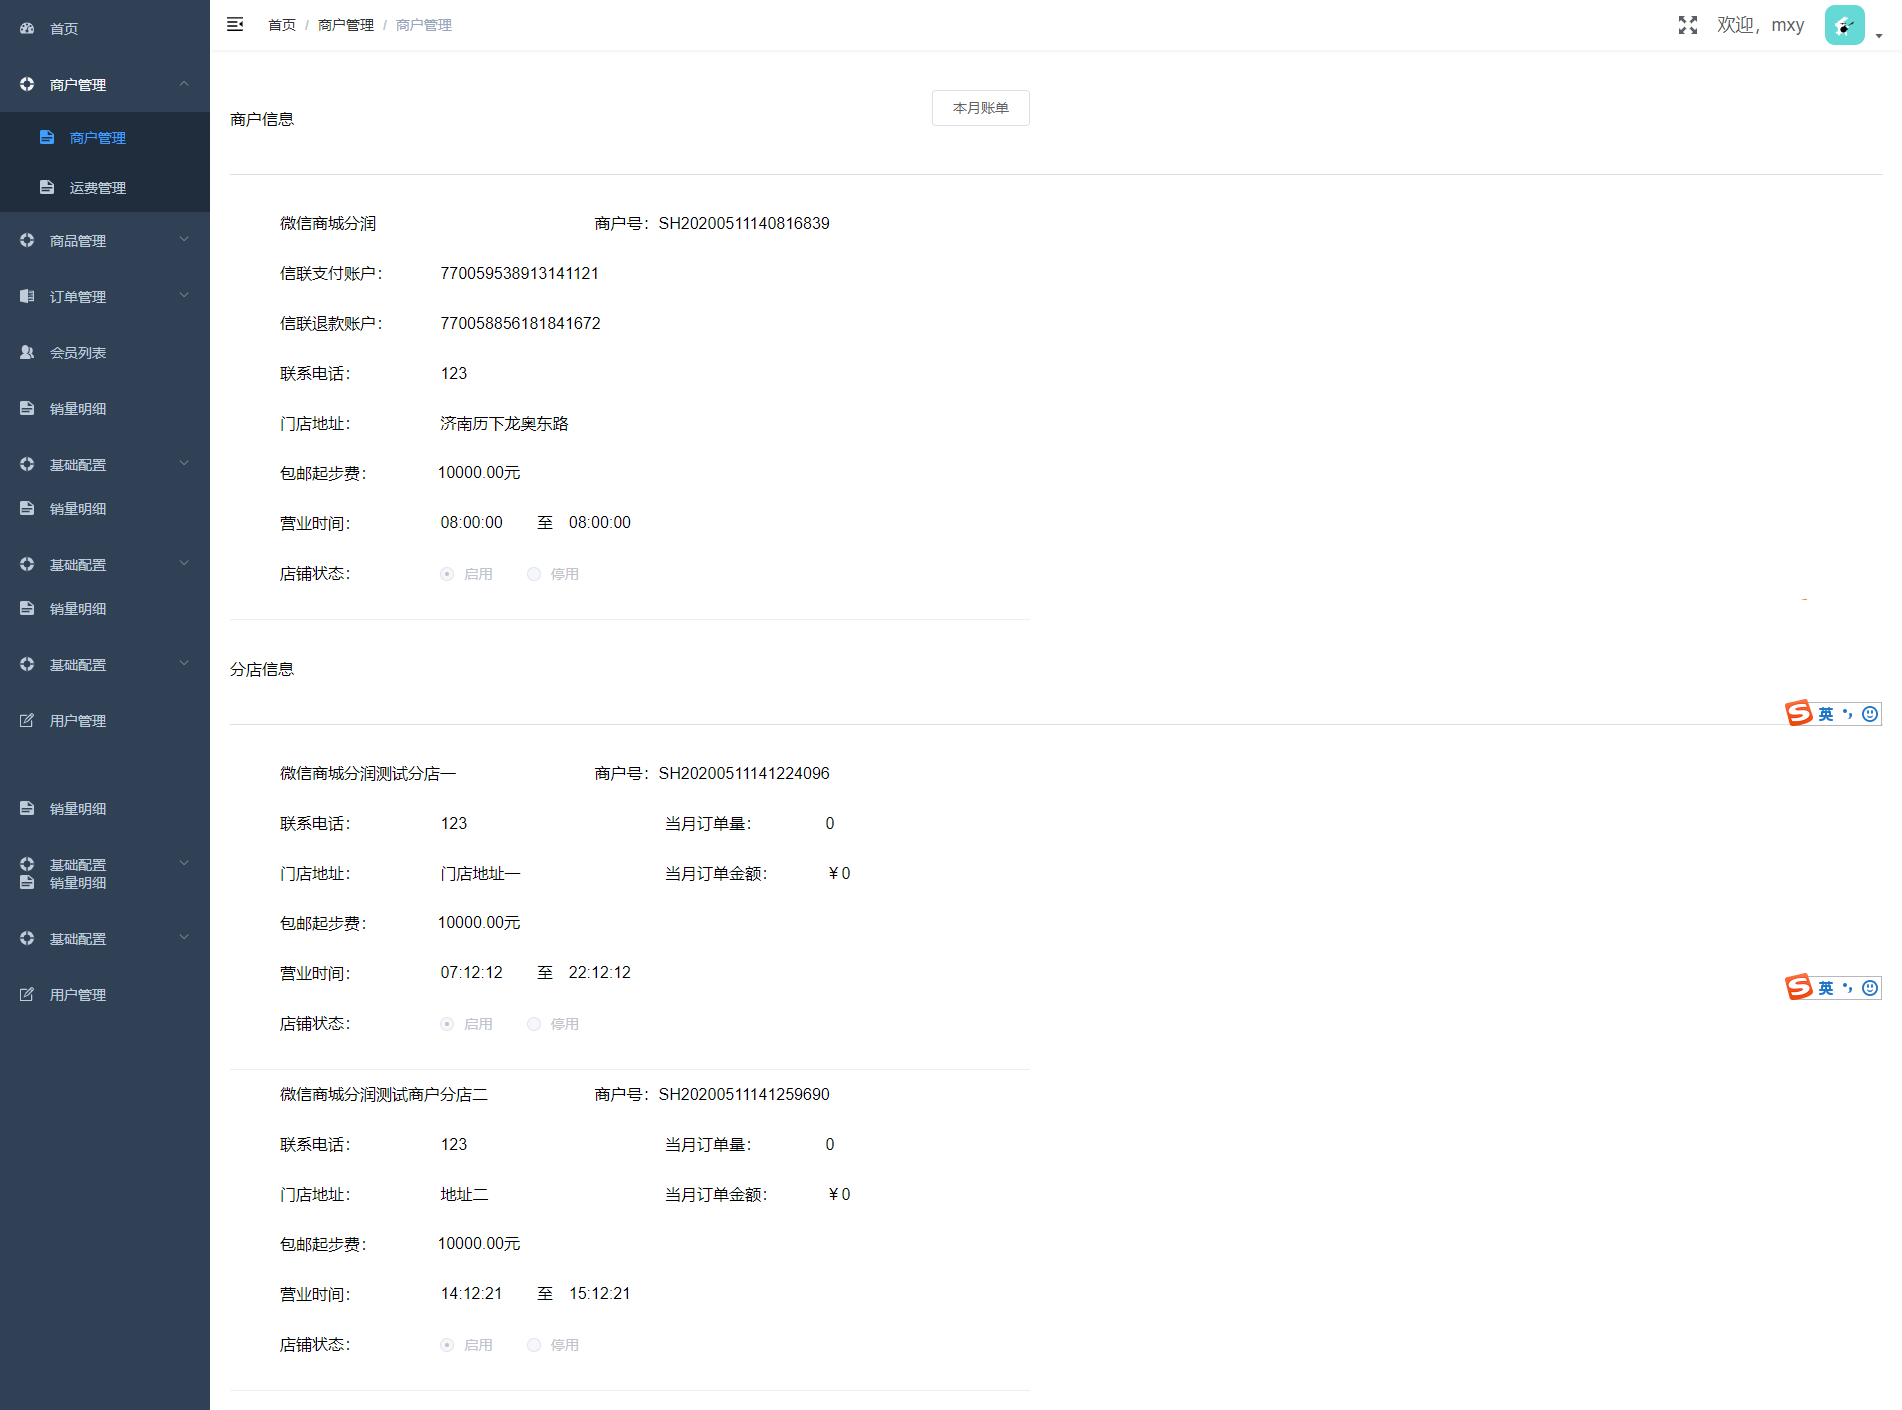 首页
商户管理
商户管理
运费管理
商品管理
订单管理
会员列表
销量明细
基础配置
销量明细
基础配置
销量明细
基础配置
用户管理
销量明细
基础配置
销量明细
基础配置
用户管理
首页 / 商户管理 / 商户管理
欢迎，mxy
商户信息
本月账单
微信商城分润 商户号：SH20200511140816839
信联支付账户： 770059538913141121
信联退款账户： 770058856181841672
联系电话： 123
门店地址： 济南历下龙奥东路
包邮起步费： 10000.00元
营业时间： 08:00:00 至 08:00:00
店铺状态： 启用 停用
分店信息
英
微信商城分润测试分店一 商户号：SH20200511141224096
联系电话： 123 当月订单量： 0
门店地址： 门店地址一 当月订单金额： ￥0
包邮起步费： 10000.00元
营业时间： 07:12:12 至 22:12:12
英
店铺状态： 启用 停用
微信商城分润测试商户分店二 商户号：SH20200511141259690
联系电话： 123 当月订单量： 0
门店地址： 地址二 当月订单金额： ￥0
包邮起步费： 10000.00元
营业时间： 14:12:21 至 15:12:21
店铺状态： 启用 停用